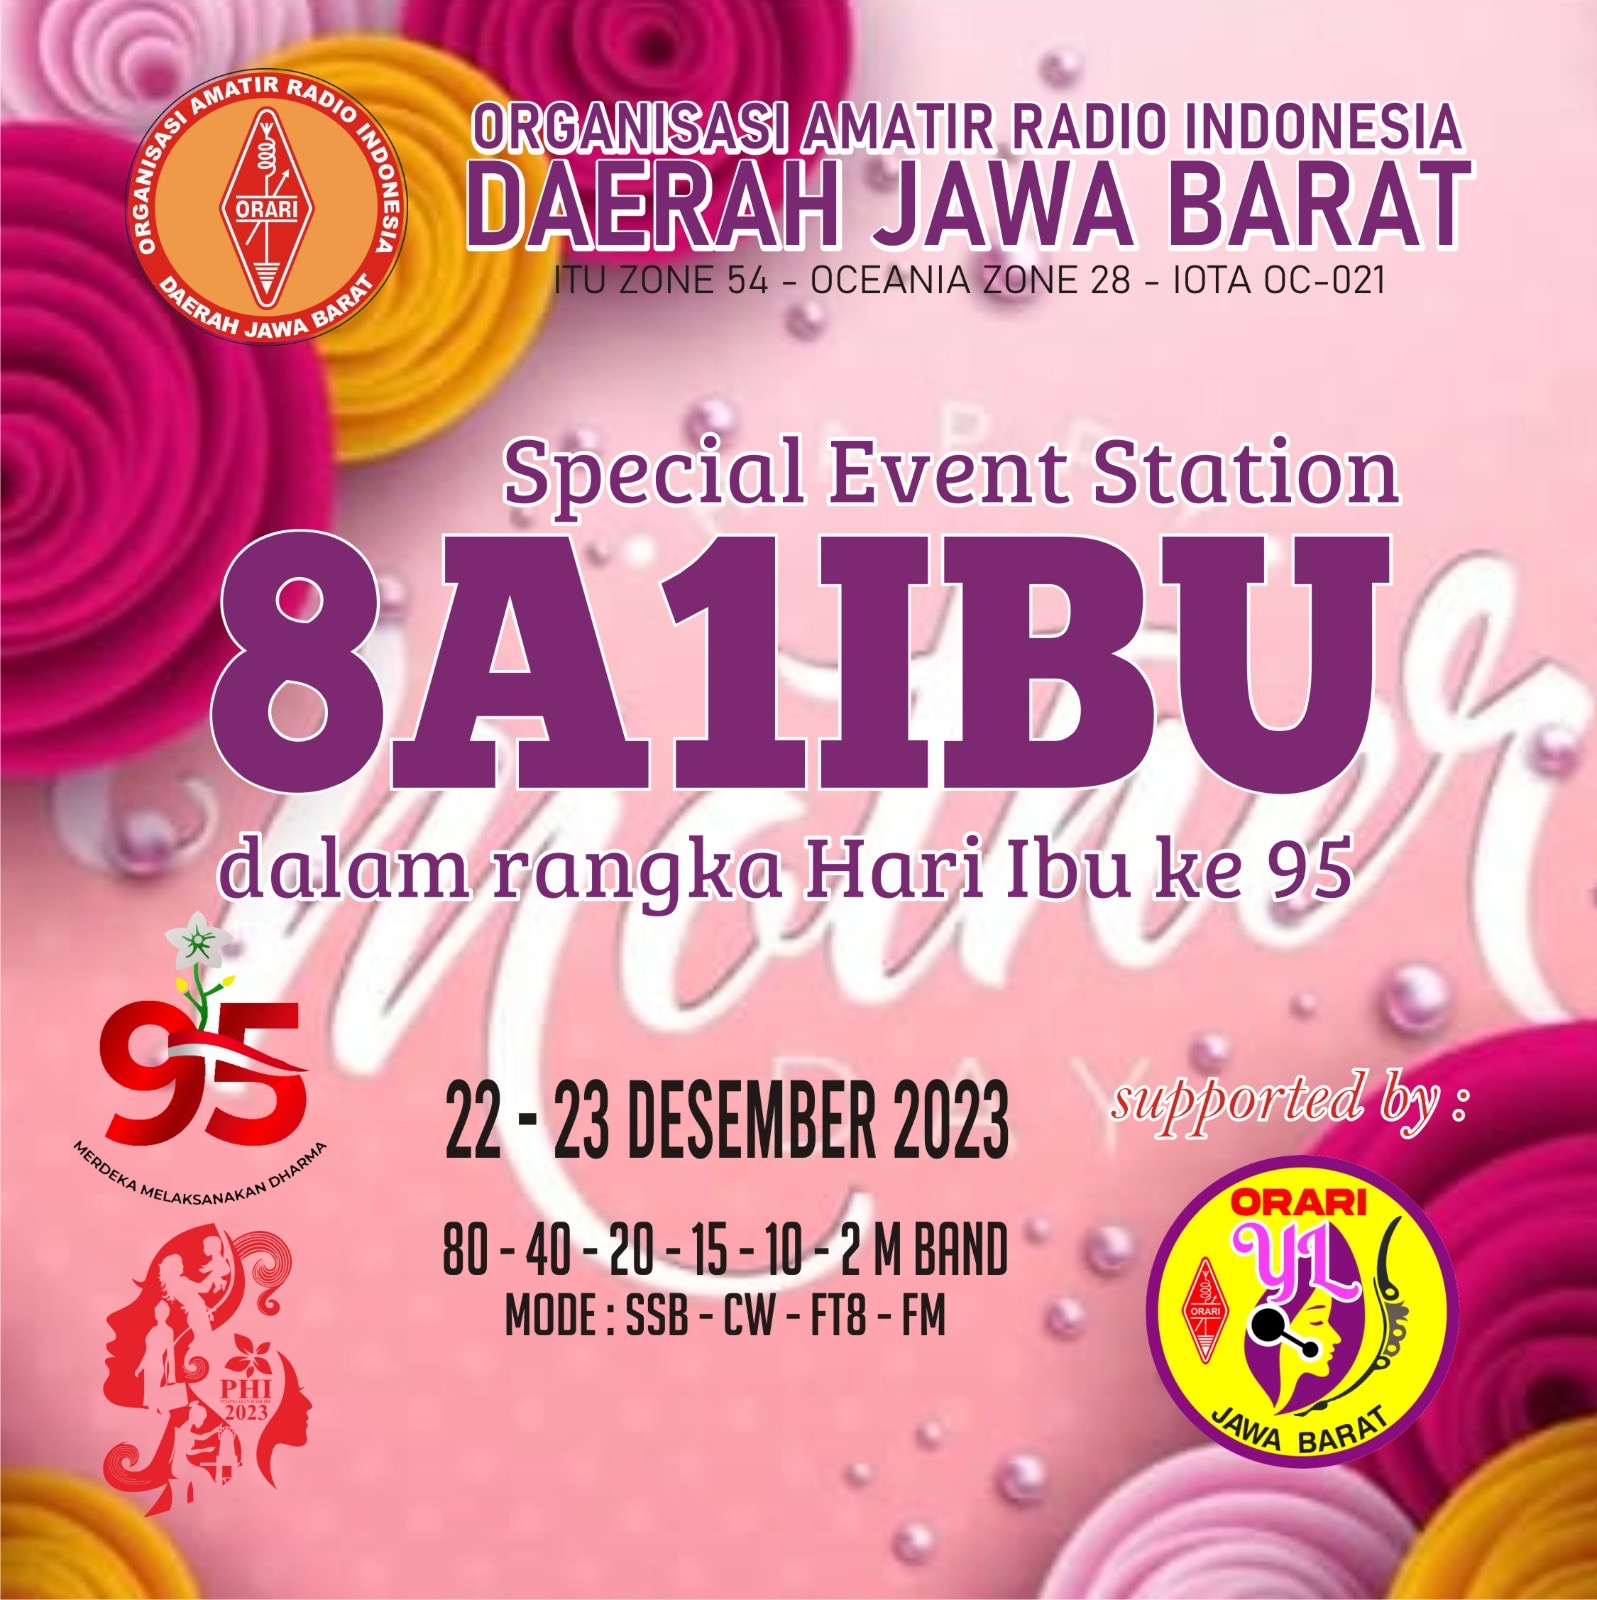 ORGANISASI AMATIR RADIO INDONESIA
DAERAH JAWA BARAT
ORARI
ORGANISASI AMATIR RADIO INDONESIA
DAERAH JAWA BARAT
ITU ZONE 54 - OCEANIA ZONE 28 - IOTA OC-021
Special Event Station
8A1IBU
dalam rangka Hari Ibu ke 95
Mother
DAY
95
MERDEKA MELAKSANAKAN DHARMA
22 - 23 DESEMBER 2023
80 - 40 - 20 - 15 - 10 - 2 M BAND
MODE : SSB - CW - FT8 - FM
PHI
2023
supported by :
ORARI
YL
ORARI
JAWA BARAT